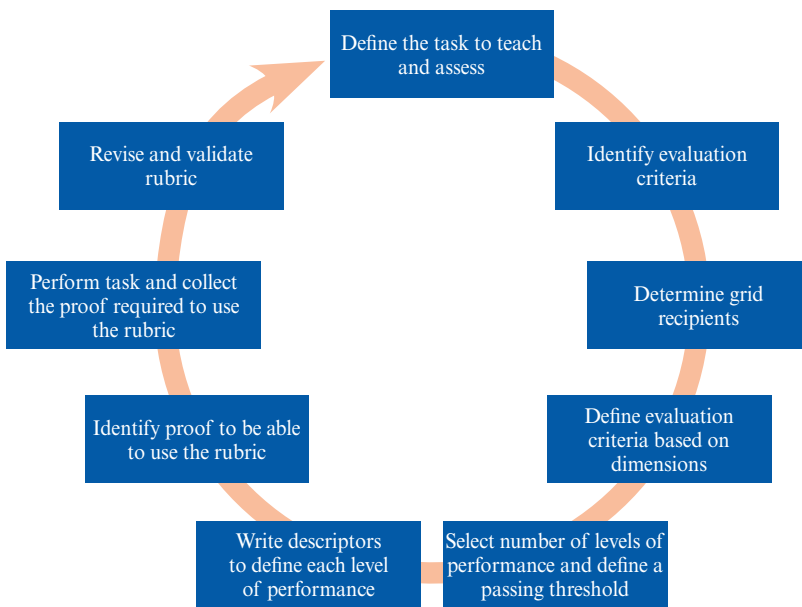 Define the task to teach
and assess
Identify evaluation
criteria
Determine grid
recipients
Define evaluation
criteria based on
dimensions
Select number of levels of
performance and define a
passing threshold
Write descriptors
to define each level
of performance
Identify proof to be able
to use the rubric
Perform task and collect
the proof required to use
the rubric
Revise and validate
rubric